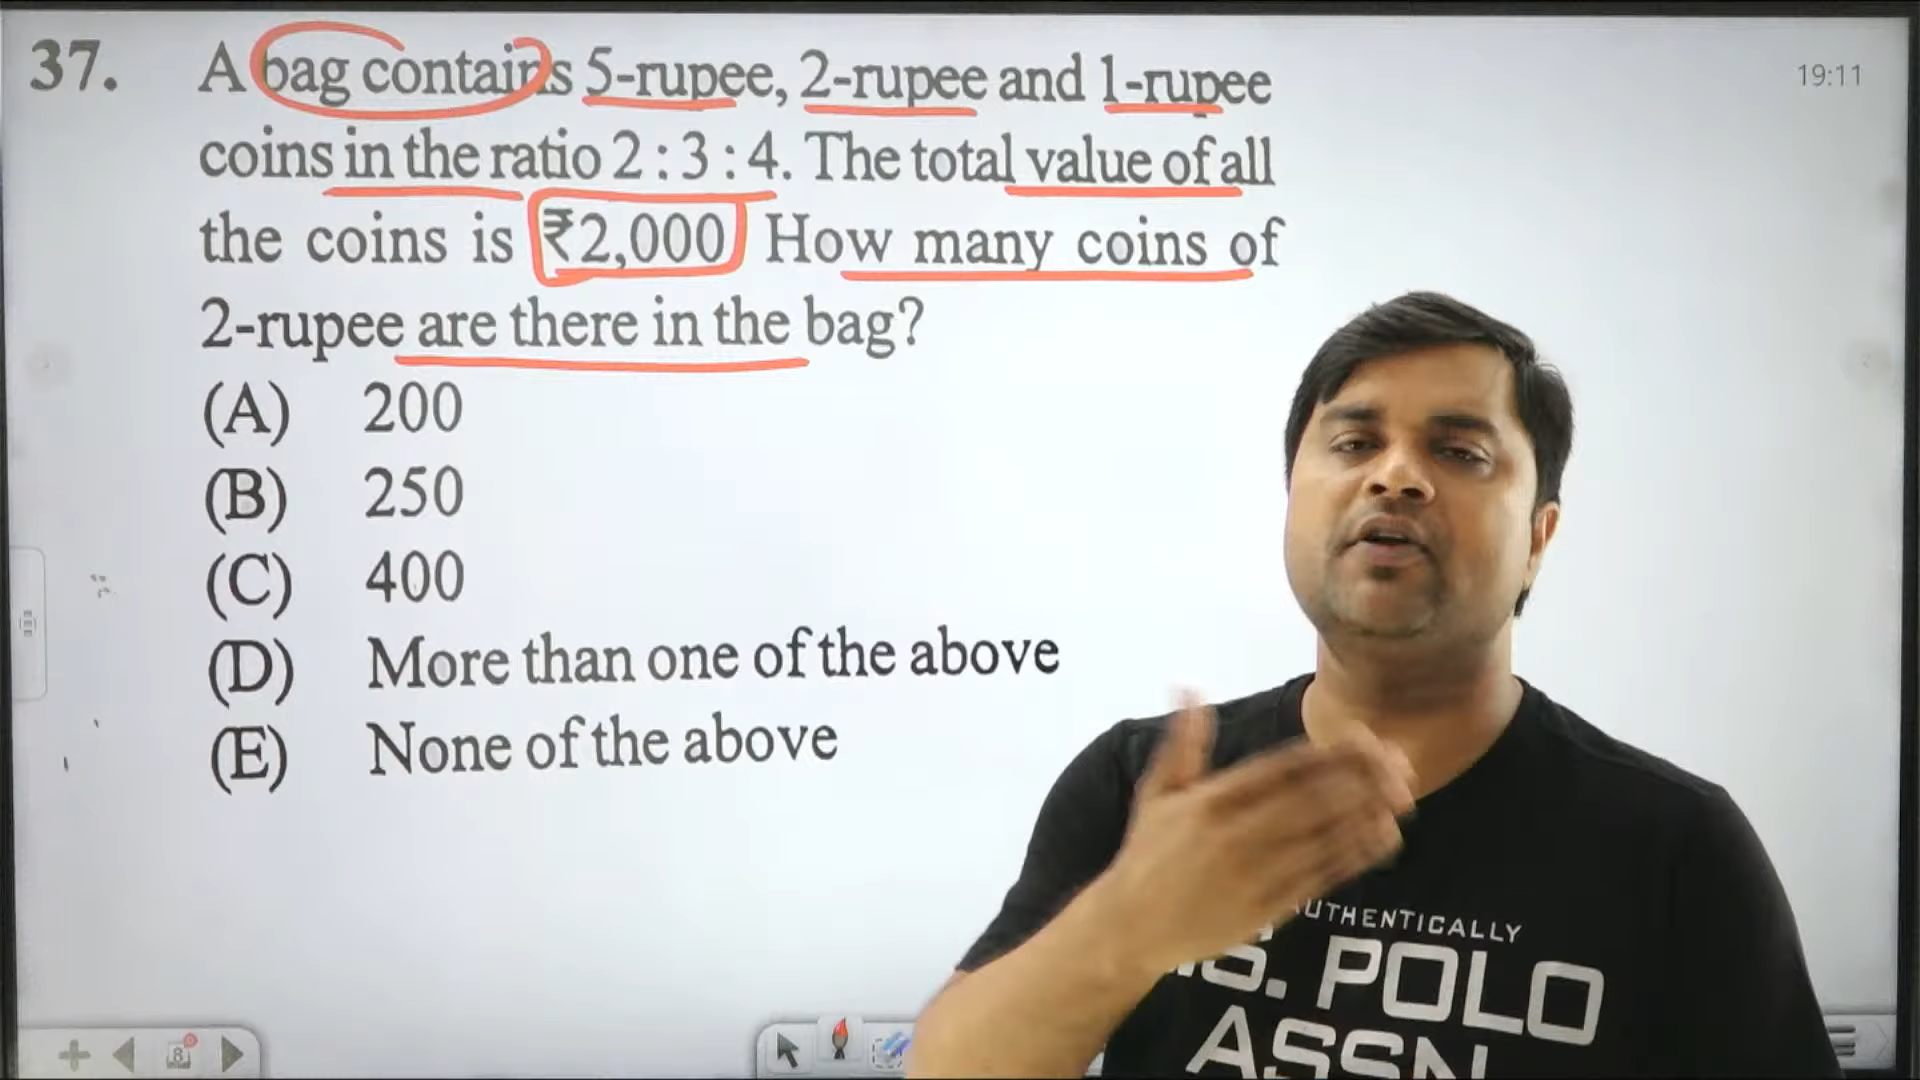 37. A bag contains 5-rupee, 2-rupee and 1-rupee
19:11
coins in the ratio 2 : 3 : 4. The total value of all
the coins is ₹2,000 How many coins of
2-rupee are there in the bag?
(A) 200
(B) 250
(C) 400
(D) More than one of the above
(E) None of the above
8
S. POLO
ASSN